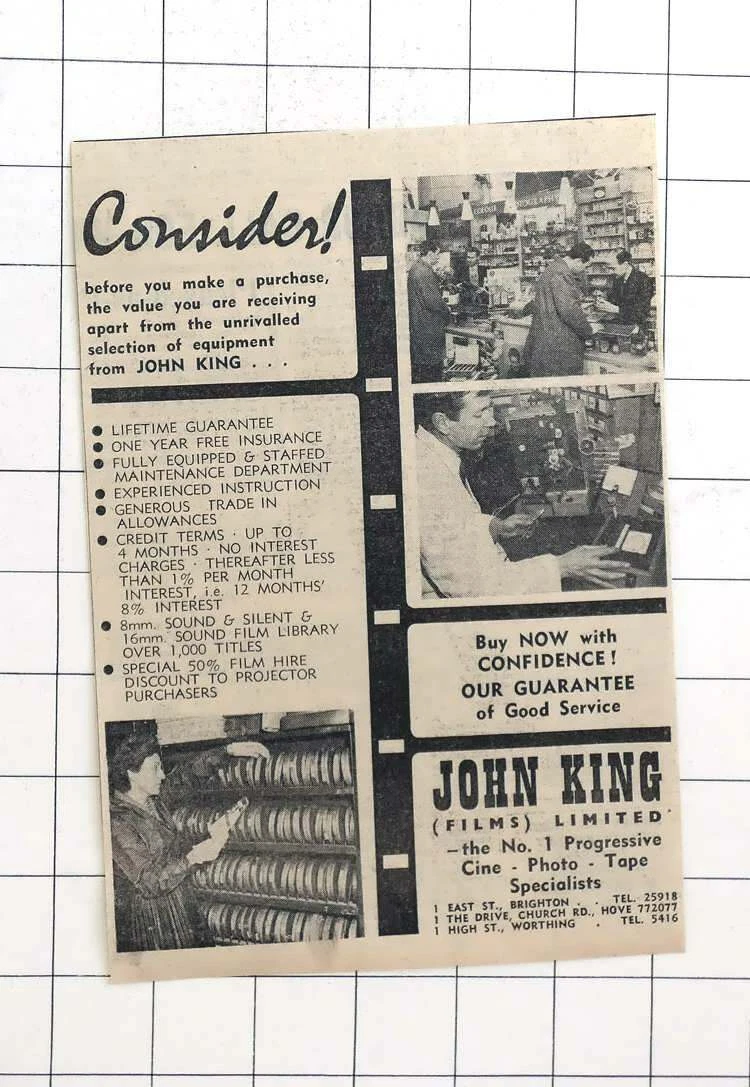 Consider!
before you make a purchase,
the value you are receiving
apart from the unrivalled
selection of equipment
from JOHN KING . . .
● LIFETIME GUARANTEE
● ONE YEAR FREE INSURANCE
● FULLY EQUIPPED & STAFFED
MAINTENANCE DEPARTMENT
● EXPERIENCED INSTRUCTION
● GENEROUS TRADE IN
ALLOWANCES
● CREDIT TERMS · UP TO
4 MONTHS · NO INTEREST
CHARGES · THEREAFTER LESS
THAN 1% PER MONTH
INTEREST, i.e. 12 MONTHS'
8% INTEREST
● 8mm. SOUND & SILENT &
16mm. SOUND FILM LIBRARY
OVER 1,000 TITLES
● SPECIAL 50% FILM HIRE
DISCOUNT TO PROJECTOR
PURCHASERS
COLOUR
Buy NOW with
CONFIDENCE!
OUR GUARANTEE
of Good Service
JOHN KING
(FILMS) LIMITED
—the No. 1 Progressive
Cine - Photo - Tape
Specialists
1 EAST ST., BRIGHTON . . TEL. 25918
1 THE DRIVE, CHURCH RD., HOVE 772077
1 HIGH ST., WORTHING . TEL. 5416